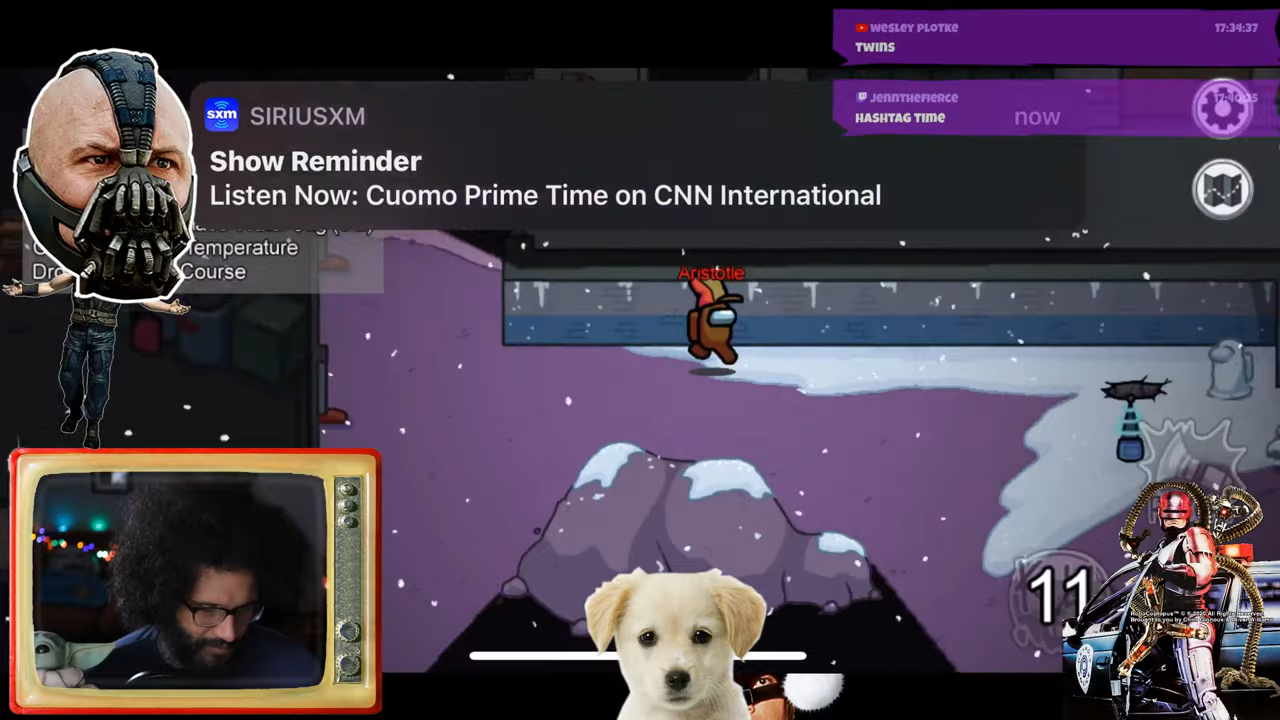 WESLEY PLOTKE 17:34:37
TWINS
JENNTHEFIERCE
HASHTAG TIME
now
sxm SIRIUSXM
Show Reminder
Listen Now: Cuomo Prime Time on CNN International
Temperature
Course
Aristotle
11